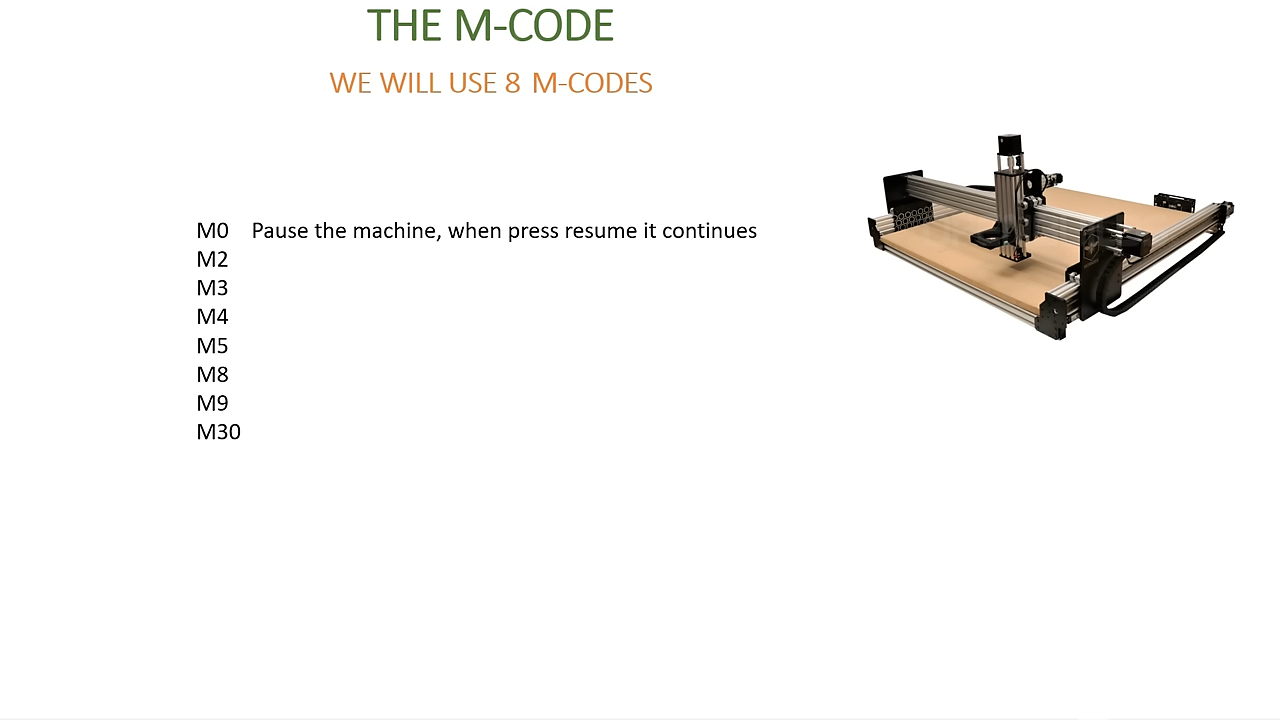 THE M-CODE
WE WILL USE 8 M-CODES
M0 Pause the machine, when press resume it continues
M2
M3
M4
M5
M8
M9
M30